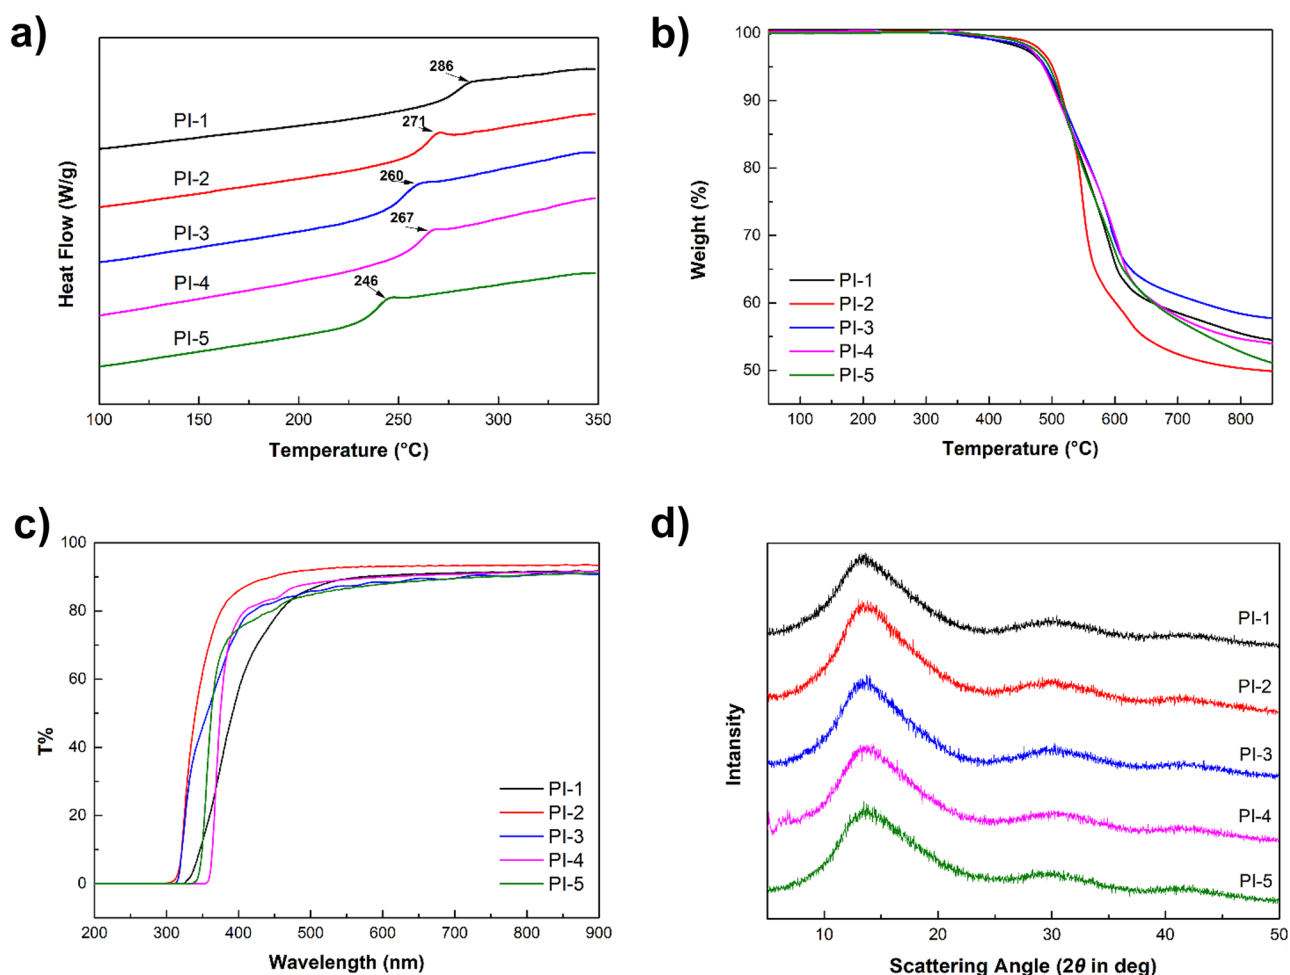 a)
286
PI-1
271
PI-2
260
PI-3
267
PI-4
246
PI-5
Heat Flow (W/g)
100 150 200 250 300 350
Temperature (°C)
b)
100
90
80
70
60
50
Weight (%)
PI-1
PI-2
PI-3
PI-4
PI-5
100 200 300 400 500 600 700 800
Temperature (°C)
c)
100
80
60
40
20
0
T%
PI-1
PI-2
PI-3
PI-4
PI-5
200 300 400 500 600 700 800 900
Wavelength (nm)
d)
Intansity
PI-1
PI-2
PI-3
PI-4
PI-5
10 20 30 40 50
Scattering Angle (2θ in deg)